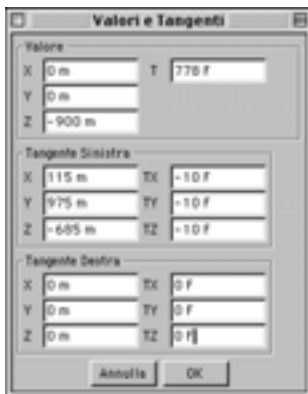 Valori e Tangenti
Valore
X 0 m T 778 F
Y 0 m
Z -900 m
Tangente Sinistra
X 115 m TX -10 F
Y 975 m TY -10 F
Z -685 m TZ -10 F
Tangente Destra
X 0 m TX 0 F
Y 0 m TY 0 F
Z 0 m TZ 0 F
Annulla OK